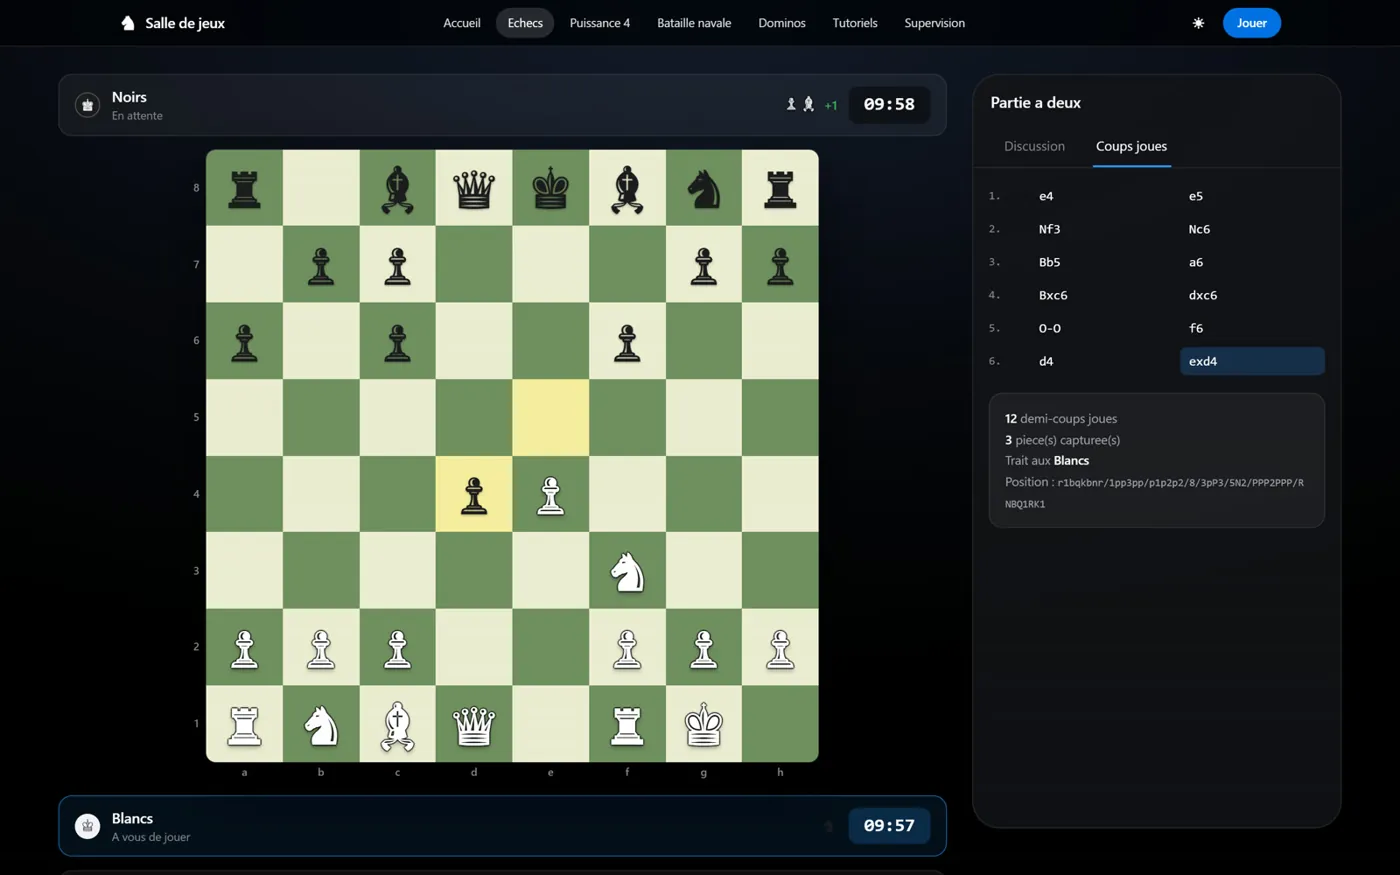 Salle de jeux
Accueil Echecs Puissance 4 Bataille navale Dominos Tutoriels Supervision
Jouer
Noirs
En attente
+1 09:58
8
7
6
5
4
3
2
1
a b c d e f g h
Blancs
A vous de jouer
09:57
Partie a deux
Discussion Coups joues
1. e4 e5
2. Nf3 Nc6
3. Bb5 a6
4. Bxc6 dxc6
5. O-O f6
6. d4 exd4
12 demi-coups joues
3 piece(s) capturee(s)
Trait aux Blancs
Position : r1bqkbnr/1pp3pp/p1p2p2/8/3pP3/5N2/PPP2PPP/R
NBQ1RK1